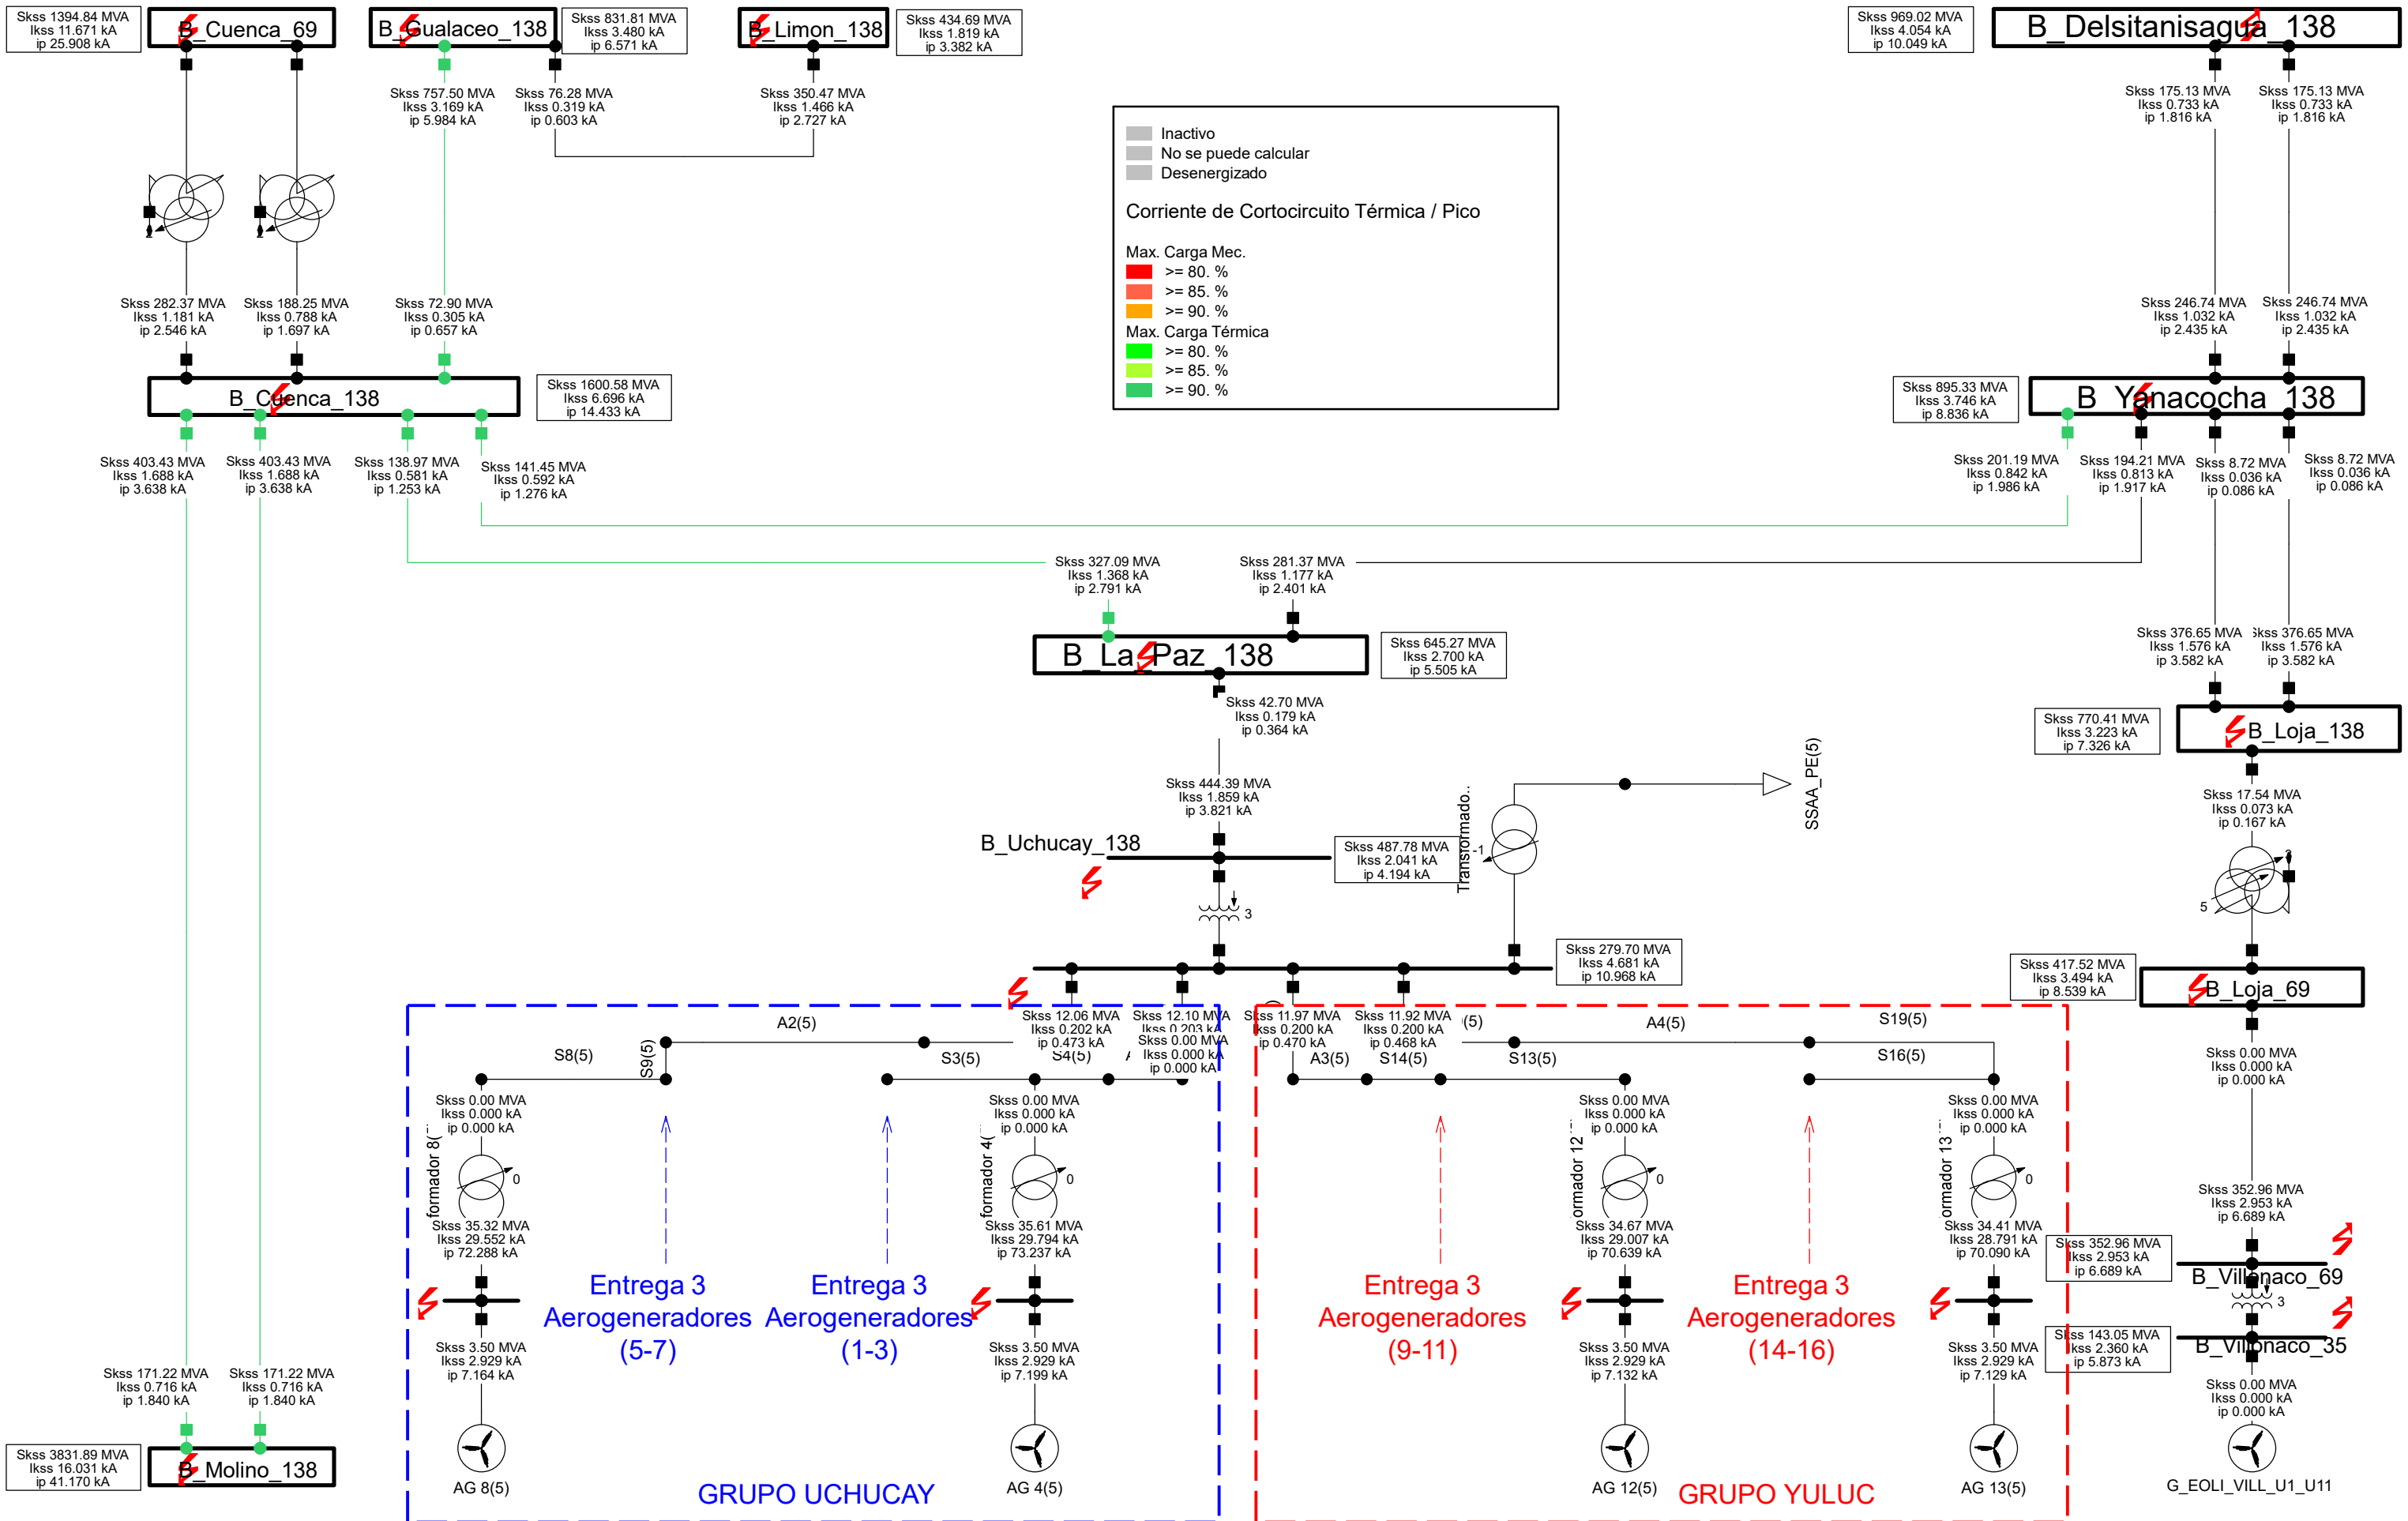 Skss 1394.84 MVA
Ikss 11.671 kA
ip 25.908 kA
B_Cuenca_69
B_Gualaceo_138
Skss 831.81 MVA
Ikss 3.480 kA
ip 6.571 kA
B_Limon_138
Skss 434.69 MVA
Ikss 1.819 kA
ip 3.382 kA
Skss 969.02 MVA
Ikss 4.054 kA
ip 10.049 kA
B_Delsitanisagua_138
Skss 757.50 MVA
Ikss 3.169 kA
ip 5.984 kA
Skss 76.28 MVA
Ikss 0.319 kA
ip 0.603 kA
Skss 350.47 MVA
Ikss 1.466 kA
ip 2.727 kA
Skss 175.13 MVA
Ikss 0.733 kA
ip 1.816 kA
Skss 175.13 MVA
Ikss 0.733 kA
ip 1.816 kA
Inactivo
No se puede calcular
Desenergizado
Corriente de Cortocircuito Térmica / Pico
Max. Carga Mec.
>= 80. %
>= 85. %
>= 90. %
Max. Carga Térmica
>= 80. %
>= 85. %
>= 90. %
Skss 282.37 MVA
Ikss 1.181 kA
ip 2.546 kA
Skss 188.25 MVA
Ikss 0.788 kA
ip 1.697 kA
Skss 72.90 MVA
Ikss 0.305 kA
ip 0.657 kA
Skss 246.74 MVA
Ikss 1.032 kA
ip 2.435 kA
Skss 246.74 MVA
Ikss 1.032 kA
ip 2.435 kA
B_Cuenca_138
Skss 1600.58 MVA
Ikss 6.696 kA
ip 14.433 kA
Skss 895.33 MVA
Ikss 3.746 kA
ip 8.836 kA
B_Yanacocha_138
Skss 403.43 MVA
Ikss 1.688 kA
ip 3.638 kA
Skss 403.43 MVA
Ikss 1.688 kA
ip 3.638 kA
Skss 138.97 MVA
Ikss 0.581 kA
ip 1.253 kA
Skss 141.45 MVA
Ikss 0.592 kA
ip 1.276 kA
Skss 201.19 MVA
Ikss 0.842 kA
ip 1.986 kA
Skss 194.21 MVA
Ikss 0.813 kA
ip 1.917 kA
Skss 8.72 MVA
Ikss 0.036 kA
ip 0.086 kA
Skss 8.72 MVA
Ikss 0.036 kA
ip 0.086 kA
Skss 327.09 MVA
Ikss 1.368 kA
ip 2.791 kA
Skss 281.37 MVA
Ikss 1.177 kA
ip 2.401 kA
B_La_Paz_138
Skss 645.27 MVA
Ikss 2.700 kA
ip 5.505 kA
Skss 376.65 MVA
Ikss 1.576 kA
ip 3.582 kA
Skss 376.65 MVA
Ikss 1.576 kA
ip 3.582 kA
Skss 42.70 MVA
Ikss 0.179 kA
ip 0.364 kA
Skss 770.41 MVA
Ikss 3.223 kA
ip 7.326 kA
B_Loja_138
Skss 444.39 MVA
Ikss 1.859 kA
ip 3.821 kA
SSAA_PE(5)
Skss 17.54 MVA
Ikss 0.073 kA
ip 0.167 kA
B_Uchucay_138
Skss 487.78 MVA
Ikss 2.041 kA
ip 4.194 kA
Transformado..
-1
3
3
5
Skss 279.70 MVA
Ikss 4.681 kA
ip 10.968 kA
Skss 417.52 MVA
Ikss 3.494 kA
ip 8.539 kA
B_Loja_69
Skss 12.06 MVA
Ikss 0.202 kA
ip 0.473 kA
Skss 12.10 MVA
Ikss 0.203 kA
Skss 0.00 MVA
Ikss 0.000 kA
ip 0.000 kA
Skss 11.97 MVA
Ikss 0.200 kA
ip 0.470 kA
Skss 11.92 MVA
Ikss 0.200 kA
ip 0.468 kA
A2(5)
(5)
A4(5)
S19(5)
S8(5)
S9(5)
S3(5)
S4(5)
A3(5)
S14(5)
S13(5)
S16(5)
Skss 0.00 MVA
Ikss 0.000 kA
ip 0.000 kA
Skss 0.00 MVA
Ikss 0.000 kA
ip 0.000 kA
Skss 0.00 MVA
Ikss 0.000 kA
ip 0.000 kA
Skss 0.00 MVA
Ikss 0.000 kA
ip 0.000 kA
Skss 0.00 MVA
Ikss 0.000 kA
ip 0.000 kA
formador 8(
0
formador 4(
0
ormador 12
0
ormador 13
0
Skss 35.32 MVA
Ikss 29.552 kA
ip 72.288 kA
Skss 35.61 MVA
Ikss 29.794 kA
ip 73.237 kA
Skss 34.67 MVA
Ikss 29.007 kA
ip 70.639 kA
Skss 34.41 MVA
Ikss 28.791 kA
ip 70.090 kA
Skss 352.96 MVA
Ikss 2.953 kA
ip 6.689 kA
Skss 352.96 MVA
Ikss 2.953 kA
ip 6.689 kA
B_Villonaco_69
3
Entrega 3
Aerogeneradores
(5-7)
Entrega 3
Aerogeneradores
(1-3)
Entrega 3
Aerogeneradores
(9-11)
Entrega 3
Aerogeneradores
(14-16)
Skss 143.05 MVA
Ikss 2.360 kA
ip 5.873 kA
B_Villonaco_35
Skss 3.50 MVA
Ikss 2.929 kA
ip 7.164 kA
Skss 3.50 MVA
Ikss 2.929 kA
ip 7.199 kA
Skss 3.50 MVA
Ikss 2.929 kA
ip 7.132 kA
Skss 3.50 MVA
Ikss 2.929 kA
ip 7.129 kA
Skss 0.00 MVA
Ikss 0.000 kA
ip 0.000 kA
Skss 171.22 MVA
Ikss 0.716 kA
ip 1.840 kA
Skss 171.22 MVA
Ikss 0.716 kA
ip 1.840 kA
Skss 3831.89 MVA
Ikss 16.031 kA
ip 41.170 kA
B_Molino_138
AG 8(5)
GRUPO UCHUCAY
AG 4(5)
AG 12(5)
GRUPO YULUC
AG 13(5)
G_EOLI_VILL_U1_U11